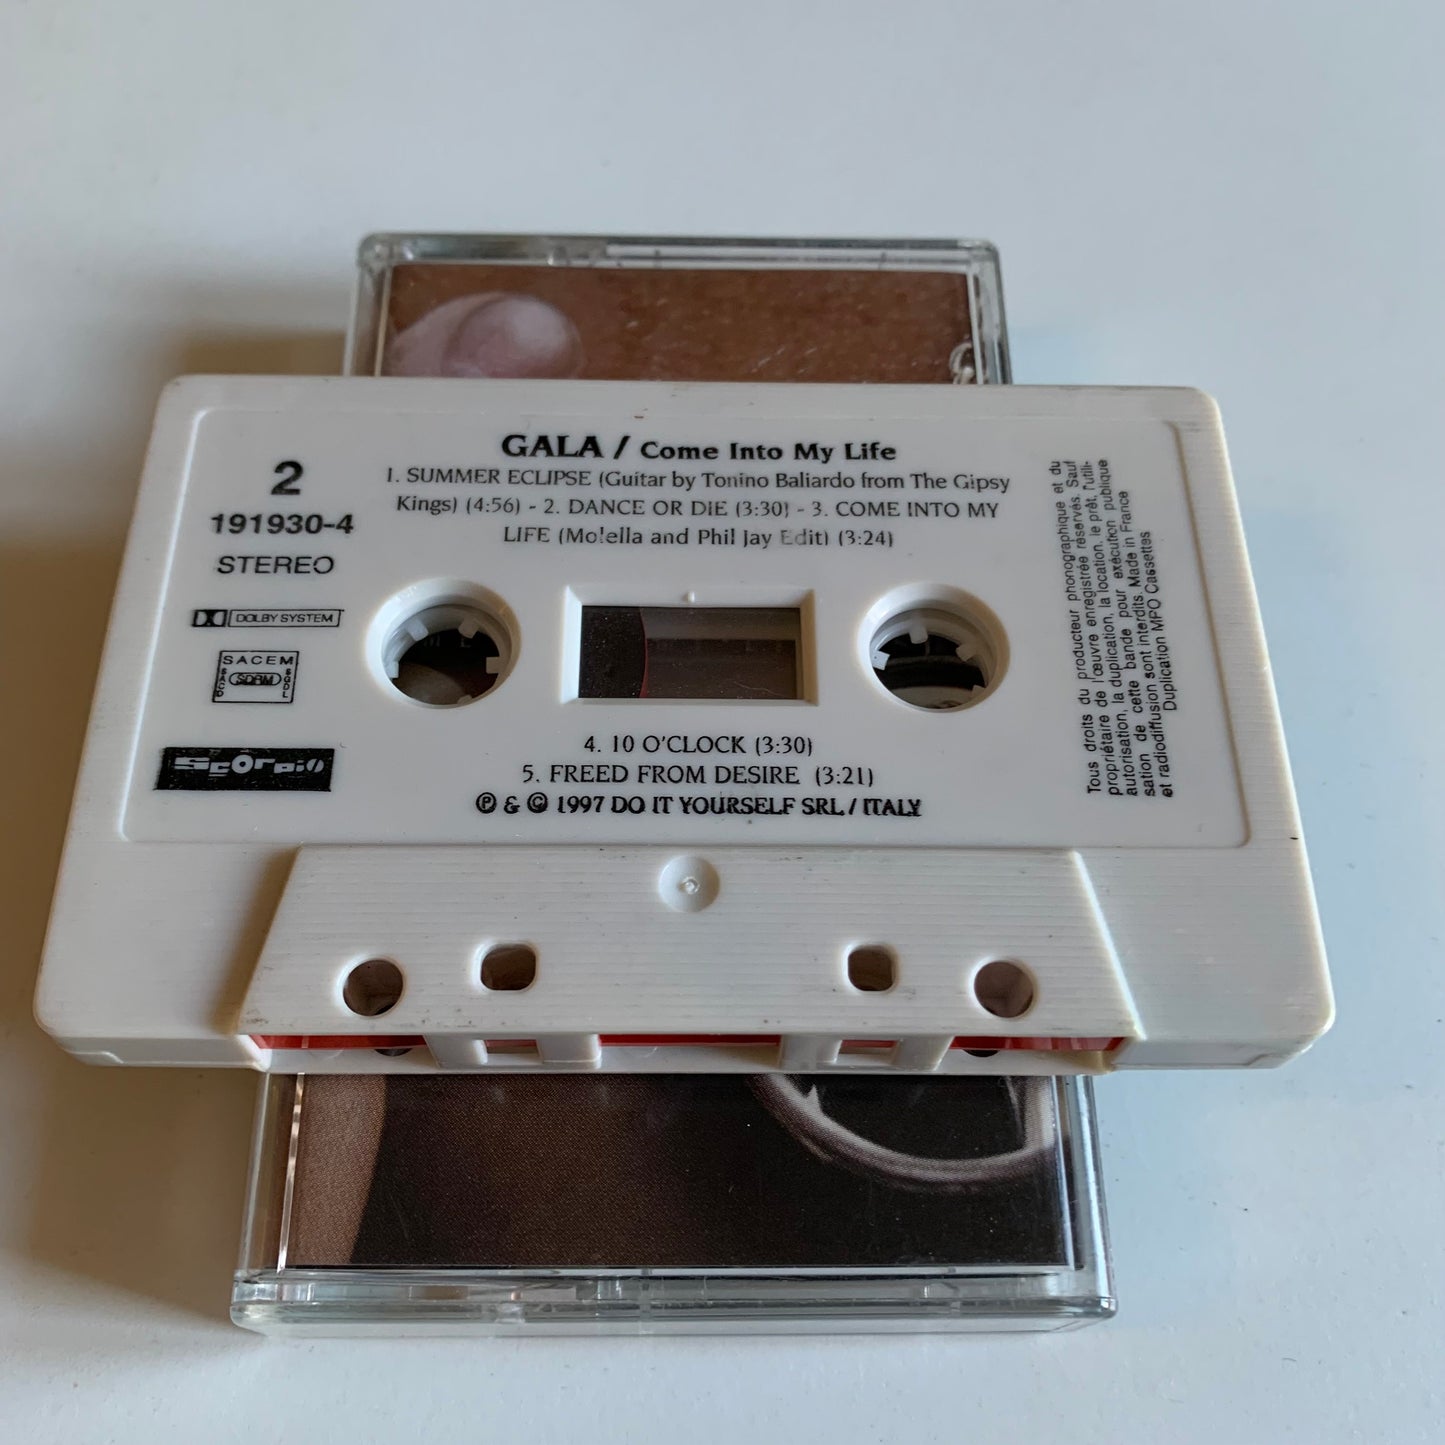 GALA / Come Into My Life
1. SUMMER ECLIPSE (Guitar by Tonino Baliardo from The Gipsy
Kings) (4:56) - 2. DANCE OR DIE (3:30) - 3. COME INTO MY
LIFE (Molella and Phil Jay Edit) (3:24)
2
191930-4
STEREO
DOLBY SYSTEM
SACEM
SACD
SDRM
SGDL
Scorpio
4. 10 O'CLOCK (3:30)
5. FREED FROM DESIRE (3:21)
℗ & © 1997 DO IT YOURSELF SRL / ITALY
Tous droits du producteur phonographique et du
propriétaire de l'œuvre enregistrée réservés. Sauf
autorisation, la duplication, la location, le prêt, l'utili-
sation de cette bande pour exécution publique
et radiodiffusion sont interdits. Made in France
Duplication MPO Cassettes